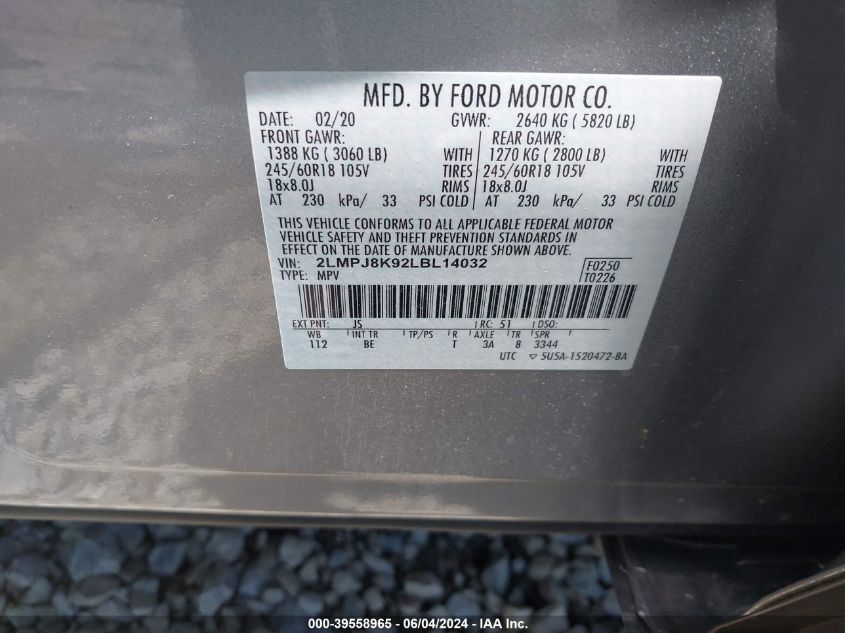 MFD. BY FORD MOTOR CO.
DATE: 02/20 GVWR: 2640 KG ( 5820 LB)
FRONT GAWR: REAR GAWR:
1388 KG ( 3060 LB) WITH 1270 KG ( 2800 LB) WITH
245/60R18 105V TIRES 245/60R18 105V TIRES
18x8.0J RIMS 18x8.0J RIMS
AT 230 kPa/ 33 PSI COLD AT 230 kPa/ 33 PSI COLD
THIS VEHICLE CONFORMS TO ALL APPLICABLE FEDERAL MOTOR
VEHICLE SAFETY AND THEFT PREVENTION STANDARDS IN
EFFECT ON THE DATE OF MANUFACTURE SHOWN ABOVE.
VIN: 2LMPJ8K92LBL14032 F0250
TYPE: MPV T0226
EXT PNT: JS RC: 51 DSO:
WB INT TR TP/PS R AXLE TR SPR
112 BE T 3A 8 3344
UTC ▽ 5U5A-1520472-BA
000-39558965 - 06/04/2024 - IAA Inc.